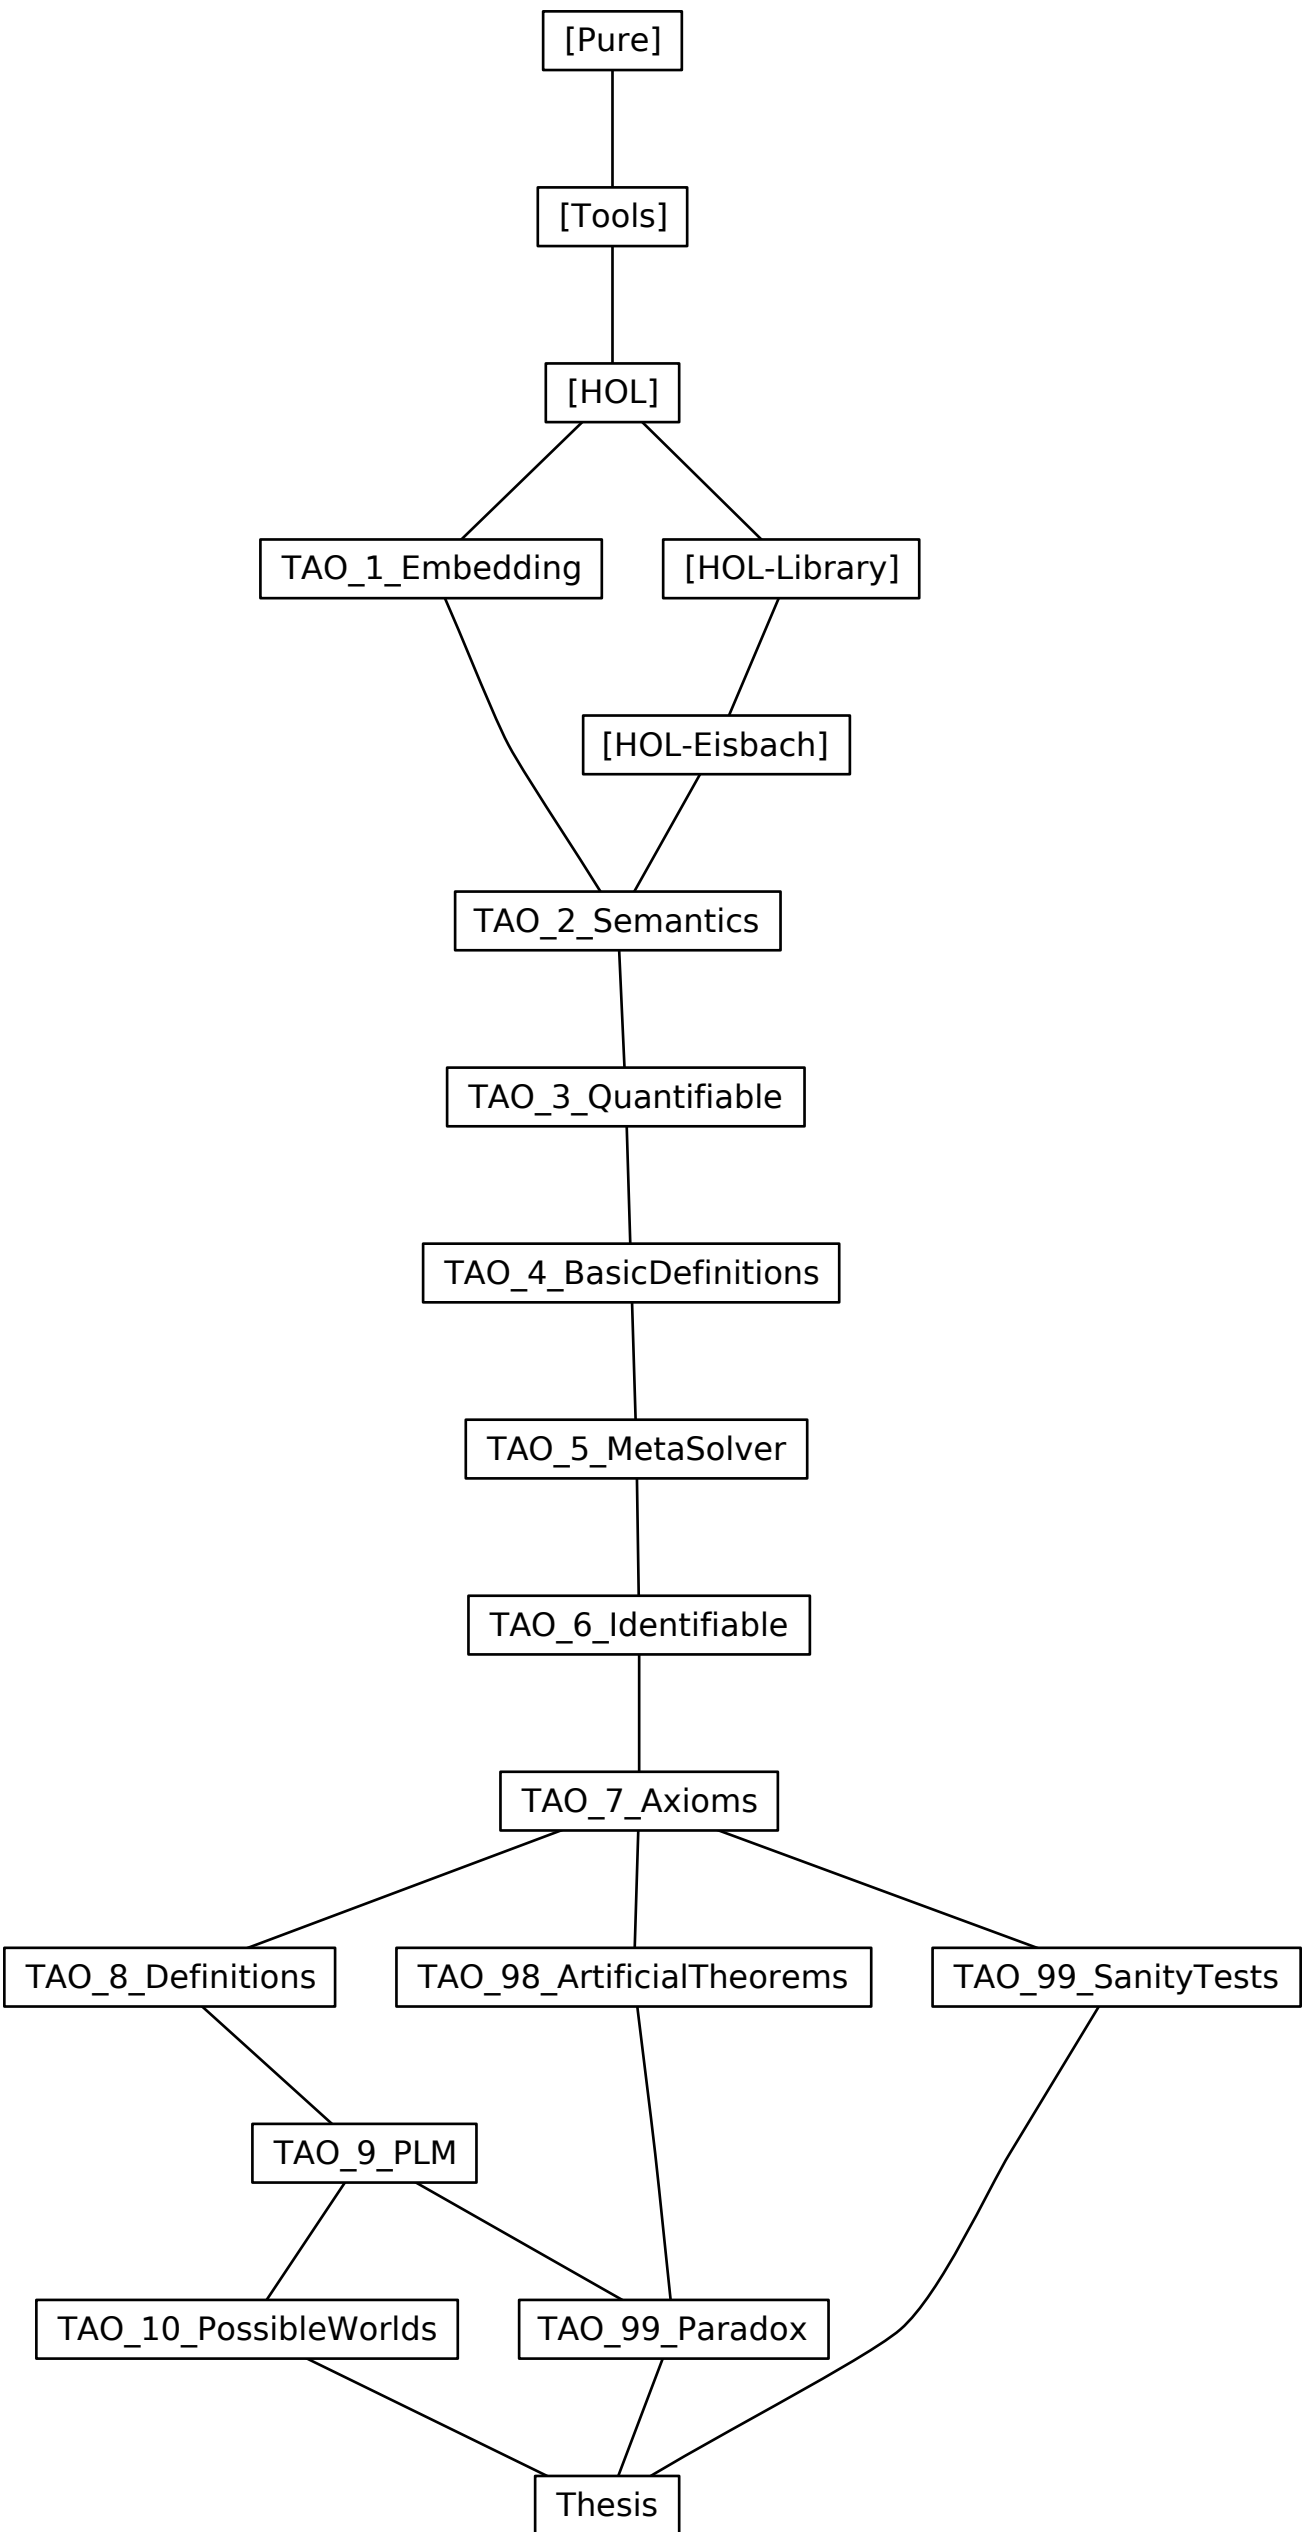 [Pure]
[Tools]
[HOL]
TAO_1_Embedding
[HOL-Library]
[HOL-Eisbach]
TAO_2_Semantics
TAO_3_Quantifiable
TAO_4_BasicDefinitions
TAO_5_MetaSolver
TAO_6_Identifiable
TAO_7_Axioms
TAO_8_Definitions
TAO_98_ArtificialTheorems
TAO_99_SanityTests
TAO_9_PLM
TAO_10_PossibleWorlds
TAO_99_Paradox
Thesis